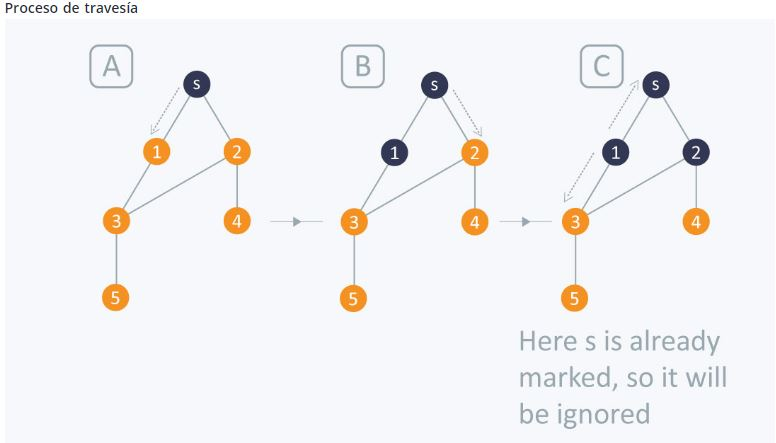 Proceso de travesía
A B C
s s s
1 2 1 2 1 2
3 4 3 4 3 4
5 5 5
Here s is already
marked, so it will
be ignored